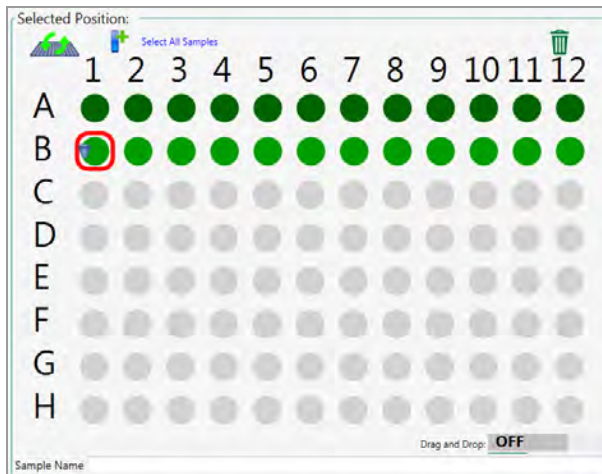 Selected Position:
Select All Samples
1 2 3 4 5 6 7 8 9 10 11 12
A
B
C
D
E
F
G
H
Drag and Drop: OFF
Sample Name